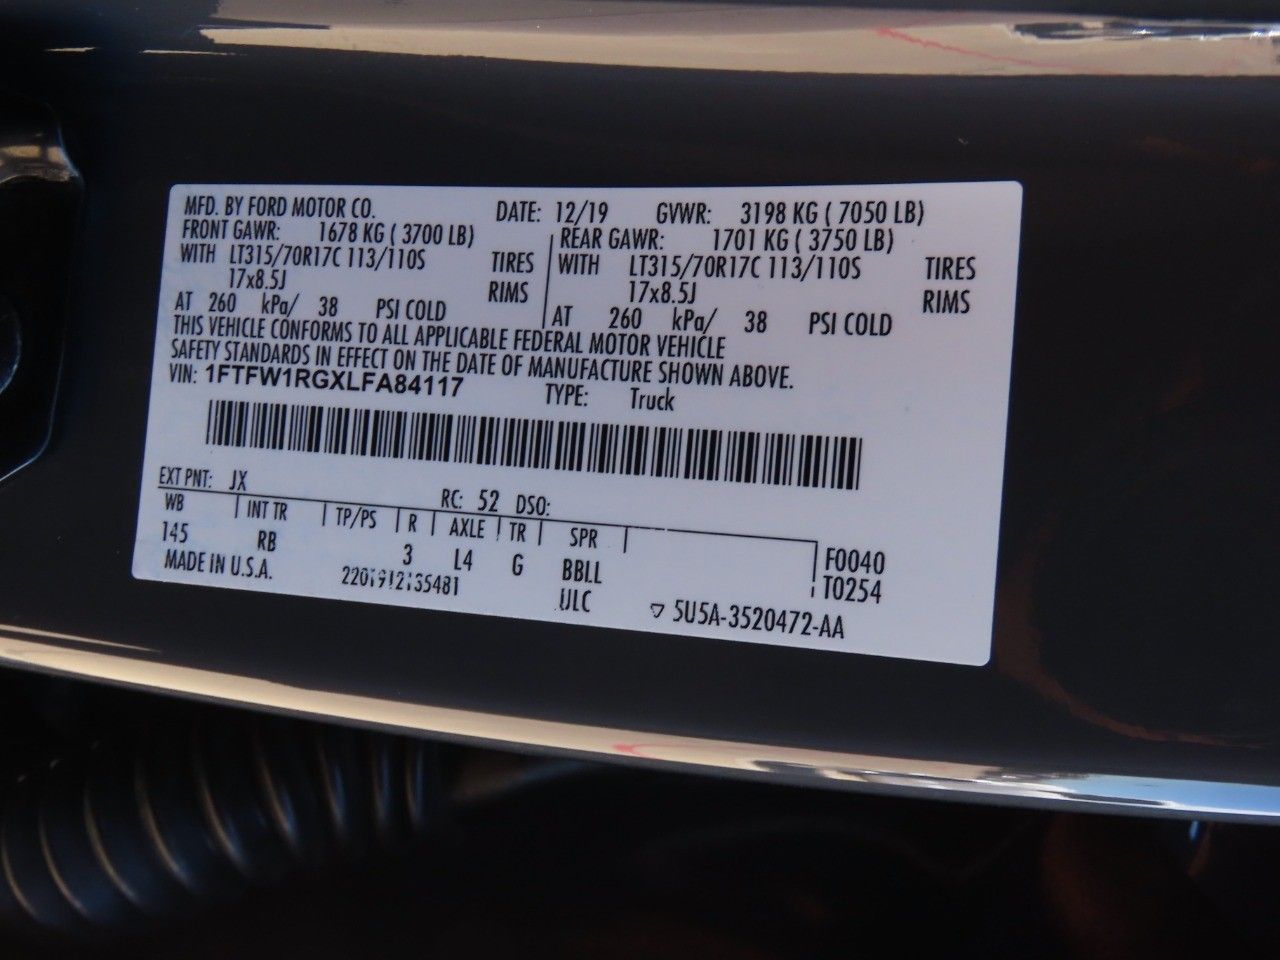 MFD. BY FORD MOTOR CO. DATE: 12/19 GVWR: 3198 KG ( 7050 LB)
FRONT GAWR: 1678 KG ( 3700 LB) REAR GAWR: 1701 KG ( 3750 LB)
WITH LT315/70R17C 113/110S TIRES WITH LT315/70R17C 113/110S TIRES
17x8.5J RIMS 17x8.5J RIMS
AT 260 kPa/ 38 PSI COLD AT 260 kPa/ 38 PSI COLD
THIS VEHICLE CONFORMS TO ALL APPLICABLE FEDERAL MOTOR VEHICLE
SAFETY STANDARDS IN EFFECT ON THE DATE OF MANUFACTURE SHOWN ABOVE.
VIN: 1FTFW1RGXLFA84117 TYPE: Truck
EXT PNT: JX RC: 52 DSO:
WB INT TR TP/PS R AXLE TR SPR
145 RB 3 L4 G BBLL F0040
MADE IN U.S.A. 2201912135481 ULC T0254
5U5A-3520472-AA